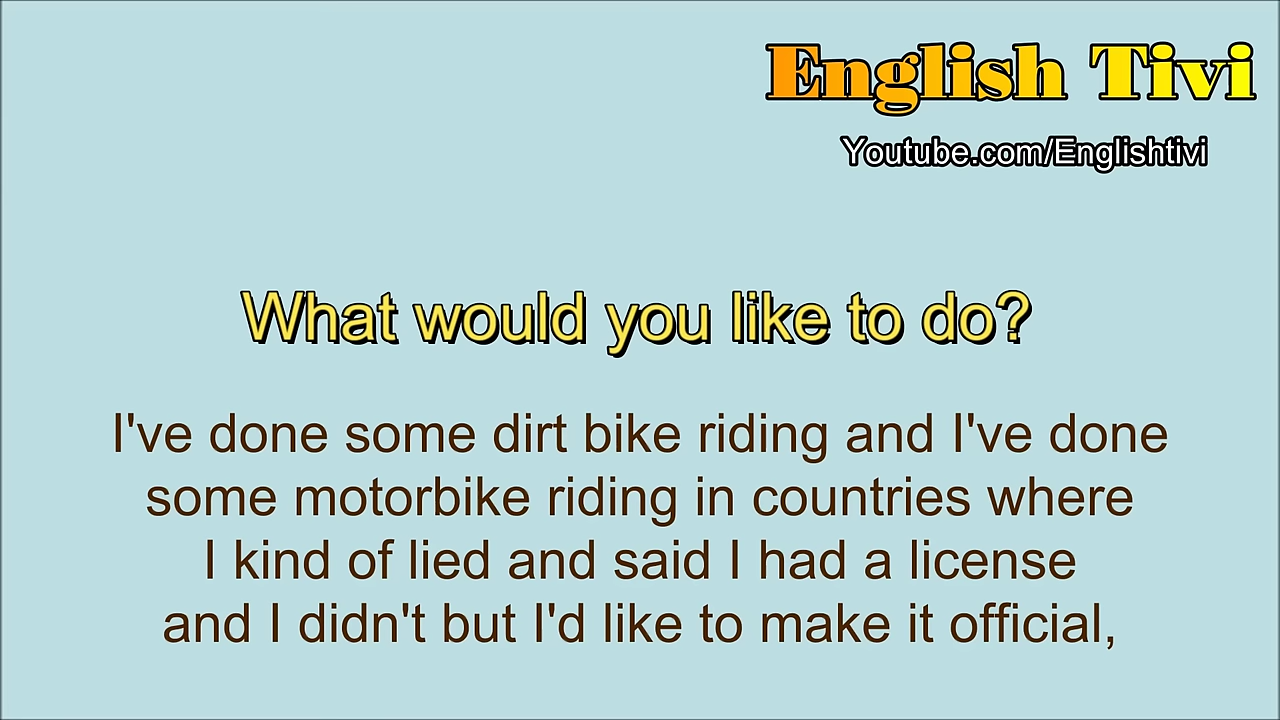 English Tivi
Youtube.com/Englishtivi
What would you like to do?
I've done some dirt bike riding and I've done
some motorbike riding in countries where
I kind of lied and said I had a license
and I didn't but I'd like to make it official,